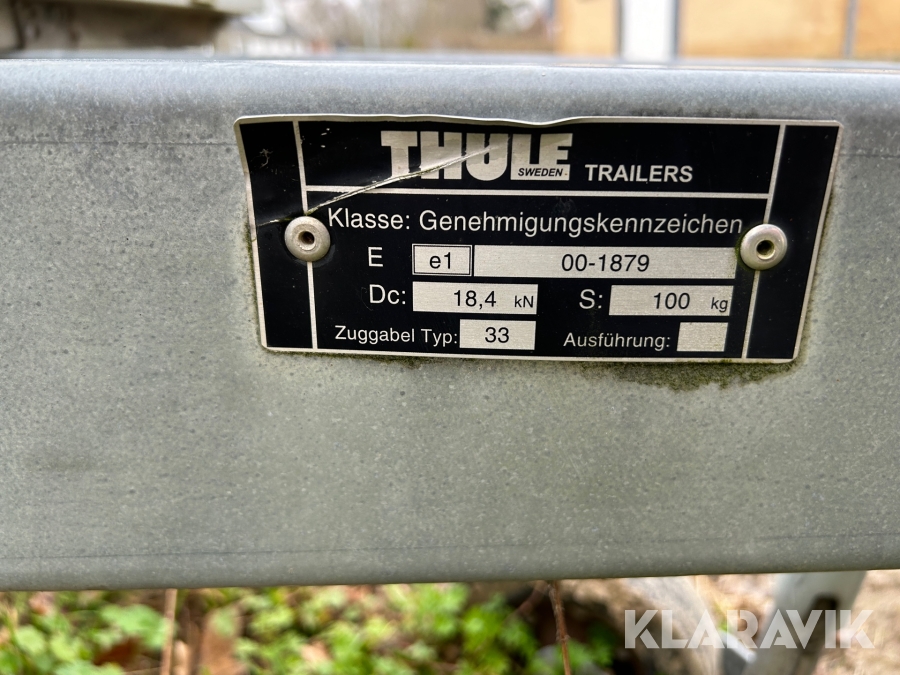 THULE
SWEDEN· TRAILERS
Klasse: Genehmigungskennzeichen
E e1 00-1879
Dc: 18,4 kN S: 100 kg
Zuggabel Typ: 33 Ausführung:
KLARAVIK